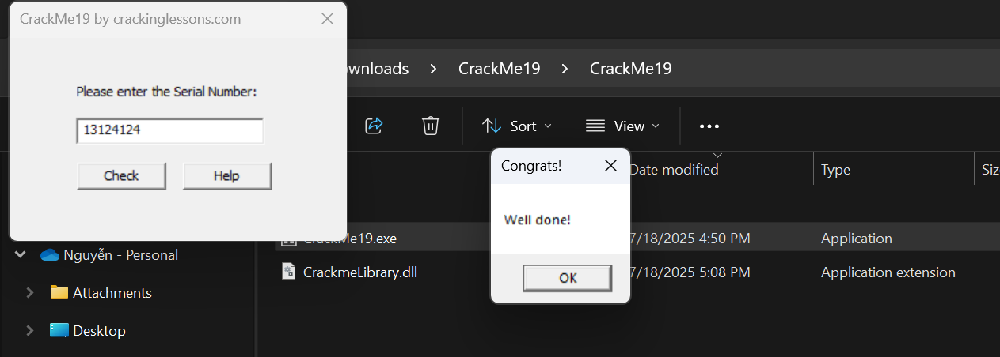 CrackMe19 by crackinglessons.com
Please enter the Serial Number:
13124124
Check Help
wnloads > CrackMe19 > CrackMe19
Sort View
Congrats!
Well done!
OK
Date modified Type Siz
CrackMe19.exe 7/18/2025 4:50 PM Application
CrackmeLibrary.dll 7/18/2025 5:08 PM Application extension
Nguyễn - Personal
Attachments
Desktop